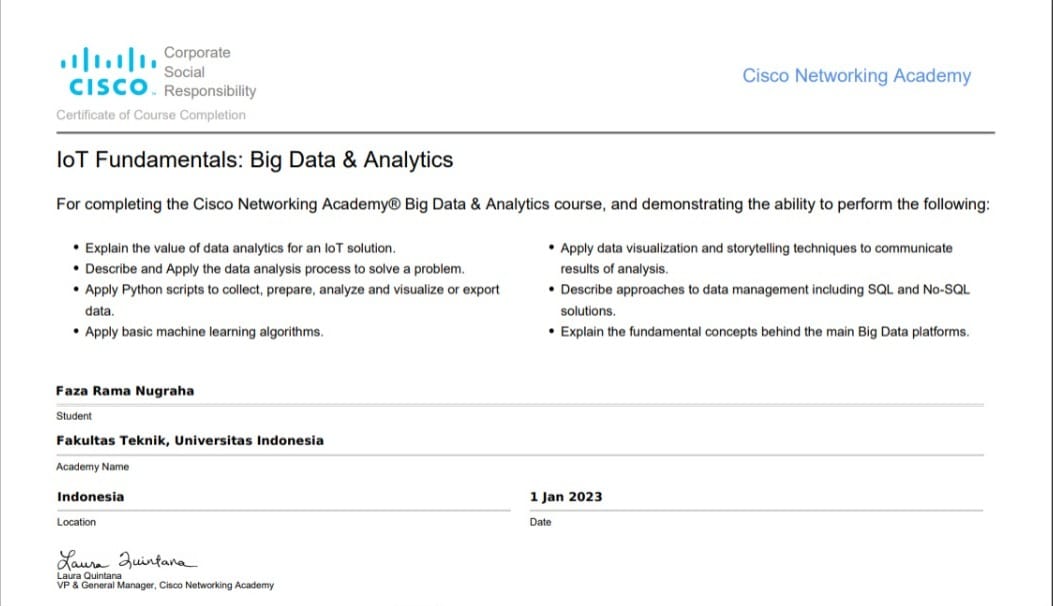 Corporate
Social
Responsibility
CISCO
Cisco Networking Academy
Certificate of Course Completion
IoT Fundamentals: Big Data & Analytics
For completing the Cisco Networking Academy® Big Data & Analytics course, and demonstrating the ability to perform the following:
• Explain the value of data analytics for an IoT solution.
• Describe and Apply the data analysis process to solve a problem.
• Apply Python scripts to collect, prepare, analyze and visualize or export
data.
• Apply basic machine learning algorithms.
• Apply data visualization and storytelling techniques to communicate
results of analysis.
• Describe approaches to data management including SQL and No-SQL
solutions.
• Explain the fundamental concepts behind the main Big Data platforms.
Faza Rama Nugraha
Student
Fakultas Teknik, Universitas Indonesia
Academy Name
Indonesia
Location
1 Jan 2023
Date
Laura Quintana
Laura Quintana
VP & General Manager, Cisco Networking Academy